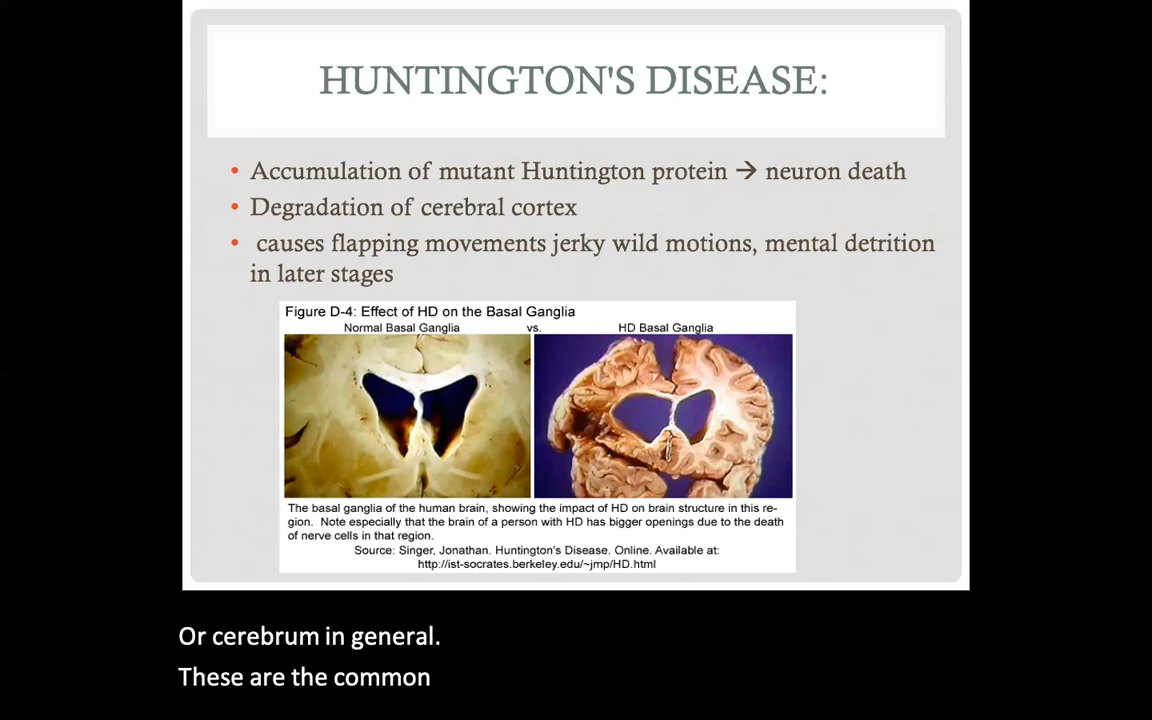 HUNTINGTON'S DISEASE:
• Accumulation of mutant Huntington protein → neuron death
• Degradation of cerebral cortex
• causes flapping movements jerky wild motions, mental detrition
in later stages
Figure D-4: Effect of HD on the Basal Ganglia
Normal Basal Ganglia vs. HD Basal Ganglia
The basal ganglia of the human brain, showing the impact of HD on brain structure in this re-
gion. Note especially that the brain of a person with HD has bigger openings due to the death
of nerve cells in that region.
Source: Singer, Jonathan. Huntington's Disease. Online. Available at:
http://ist-socrates.berkeley.edu/~jmp/HD.html
Or cerebrum in general.
These are the common